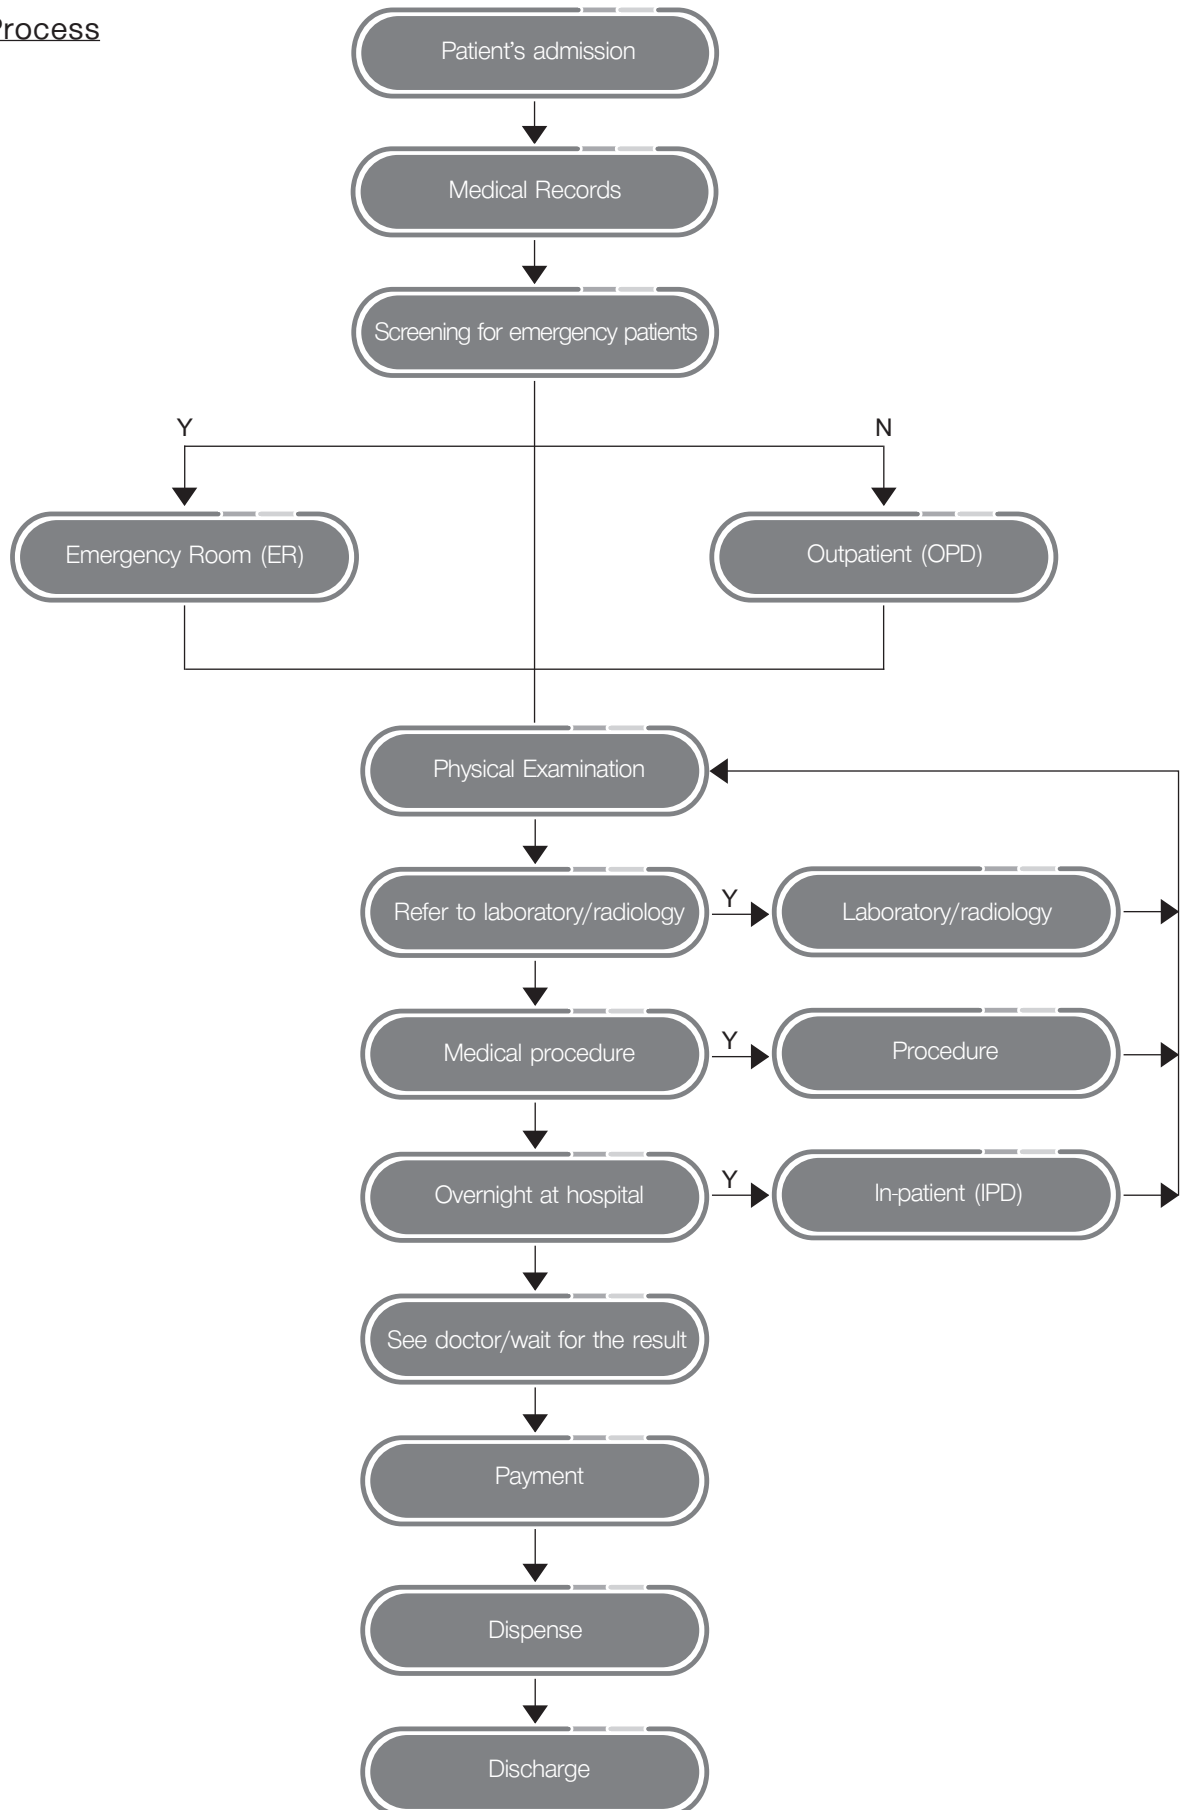 Process
Patient's admission
Medical Records
Screening for emergency patients
Y
N
Emergency Room (ER)
Outpatient (OPD)
Physical Examination
Refer to laboratory/radiology
Y
Laboratory/radiology
Medical procedure
Y
Procedure
Overnight at hospital
Y
In-patient (IPD)
See doctor/wait for the result
Payment
Dispense
Discharge